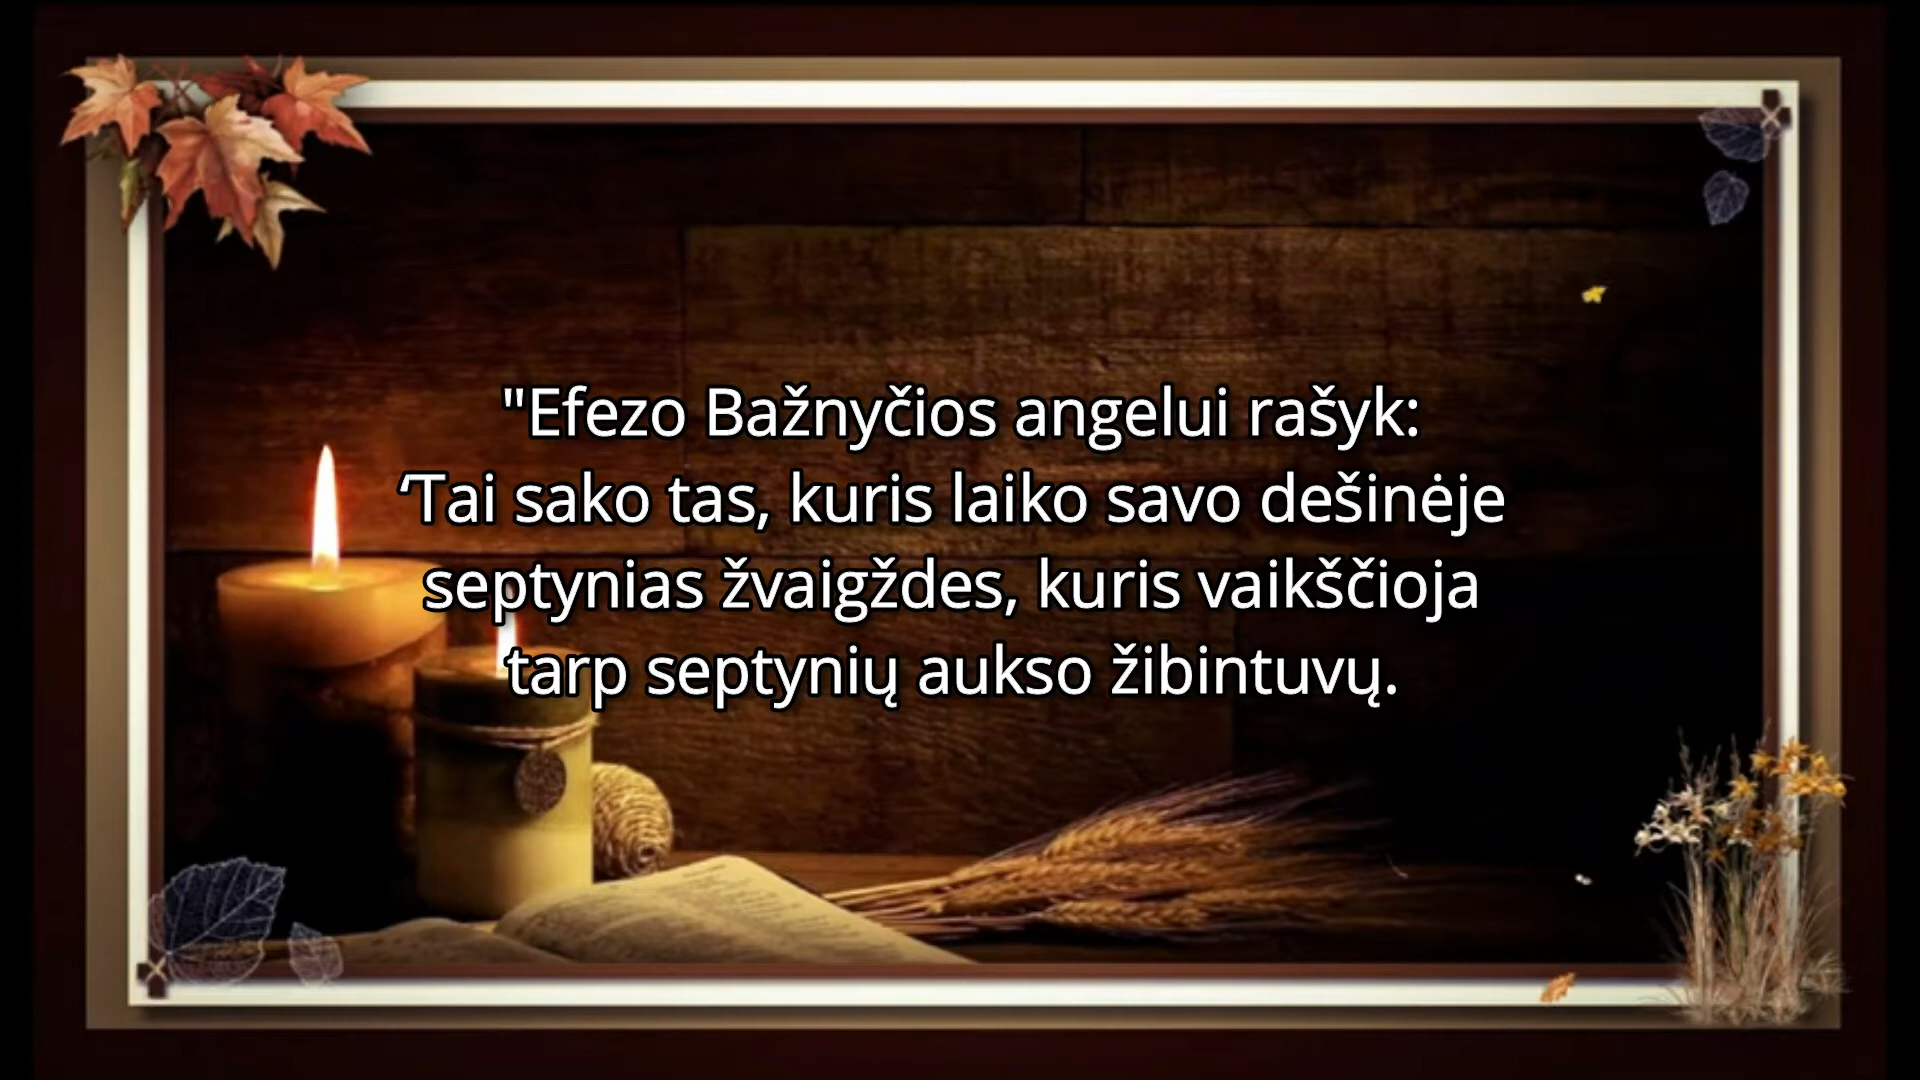 "Efezo Bažnyčios angelui rašyk:
‘Tai sako tas, kuris laiko savo dešinėje
septynias žvaigždes, kuris vaikščioja
tarp septynių aukso žibintuvų.